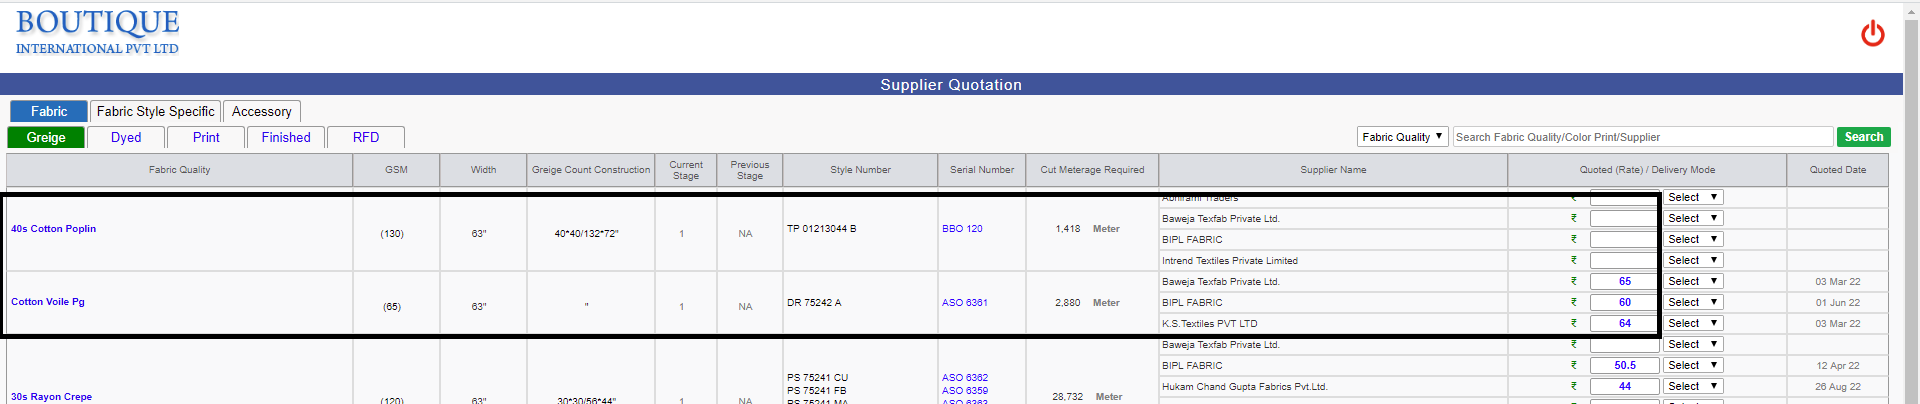 BOUTIQUE
INTERNATIONAL PVT LTD
Supplier Quotation
Fabric Fabric Style Specific Accessory
Greige Dyed Print Finished RFD Fabric Quality ▼ Search Fabric Quality/Color Print/Supplier Search
Fabric Quality GSM Width Greige Count Construction Current Stage Previous Stage Style Number Serial Number Cut Meterage Required Supplier Name Quoted (Rate) / Delivery Mode Quoted Date
Abhirami Traders ₹ Select ▼
Baweja Texfab Private Ltd. ₹ Select ▼
40s Cotton Poplin (130) 63" 40*40/132*72" 1 NA TP 01213044 B BBO 120 1,418 Meter
BIPL FABRIC ₹ Select ▼
Intrend Textiles Private Limited ₹ Select ▼
Baweja Texfab Private Ltd. ₹ 65 Select ▼ 03 Mar 22
Cotton Voile Pg (65) 63" " 1 NA DR 75242 A ASO 6361 2,880 Meter BIPL FABRIC ₹ 60 Select ▼ 01 Jun 22
K.S.Textiles PVT LTD ₹ 64 Select ▼ 03 Mar 22
Baweja Texfab Private Ltd. ₹ Select ▼
BIPL FABRIC ₹ 50.5 Select ▼ 12 Apr 22
PS 75241 CU ASO 6362
Hukam Chand Gupta Fabrics Pvt.Ltd. ₹ 44 Select ▼ 26 Aug 22
PS 75241 FB ASO 6359
30s Rayon Crepe (120) 63" 30*30/56*44" 1 NA 28,732 Meter
PS 75241 MA ASO 6363